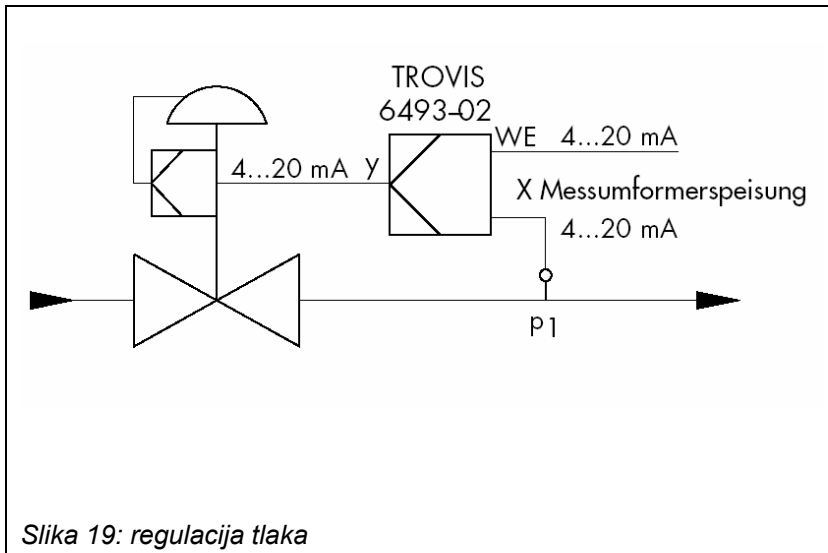 TROVIS
6493-02
WE 4...20 mA
4...20 mA y
X Messumformerspeisung
4...20 mA
p1
Slika 19: regulacija tlaka